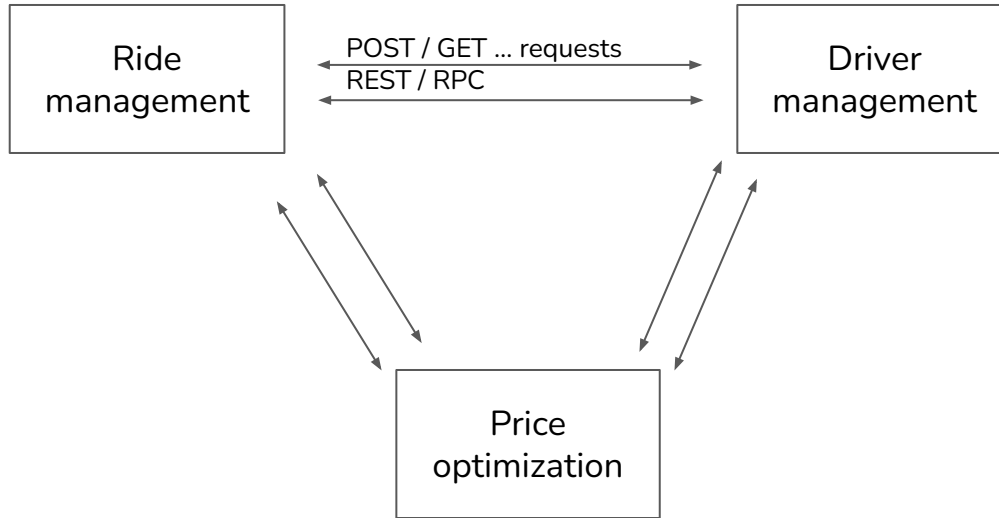 Ride
management
POST / GET ... requests
REST / RPC
Driver
management
Price
optimization